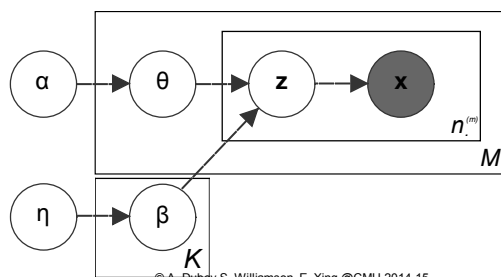 α θ z x
n.(m)
M
η β
K
© A. Dubey, S. Williamson, E. Xing @CMU 2014-15